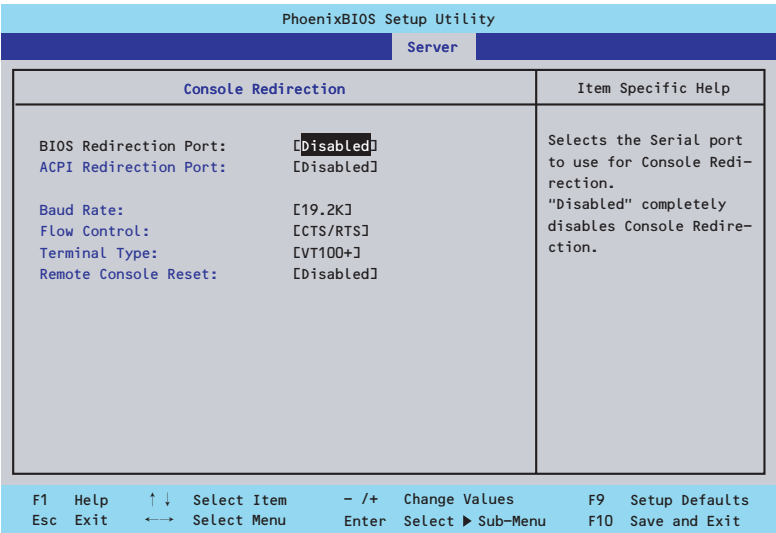 PhoenixBIOS Setup Utility
Server
Console Redirection
Item Specific Help
BIOS Redirection Port: [Disabled]
ACPI Redirection Port: [Disabled]
Baud Rate: [19.2K]
Flow Control: [CTS/RTS]
Terminal Type: [VT100+]
Remote Console Reset: [Disabled]
Selects the Serial port
to use for Console Redi-
rection.
"Disabled" completely
disables Console Redire-
ction.
F1 Help ↑↓ Select Item - /+ Change Values F9 Setup Defaults
Esc Exit ←→ Select Menu Enter Select ▶ Sub-Menu F10 Save and Exit